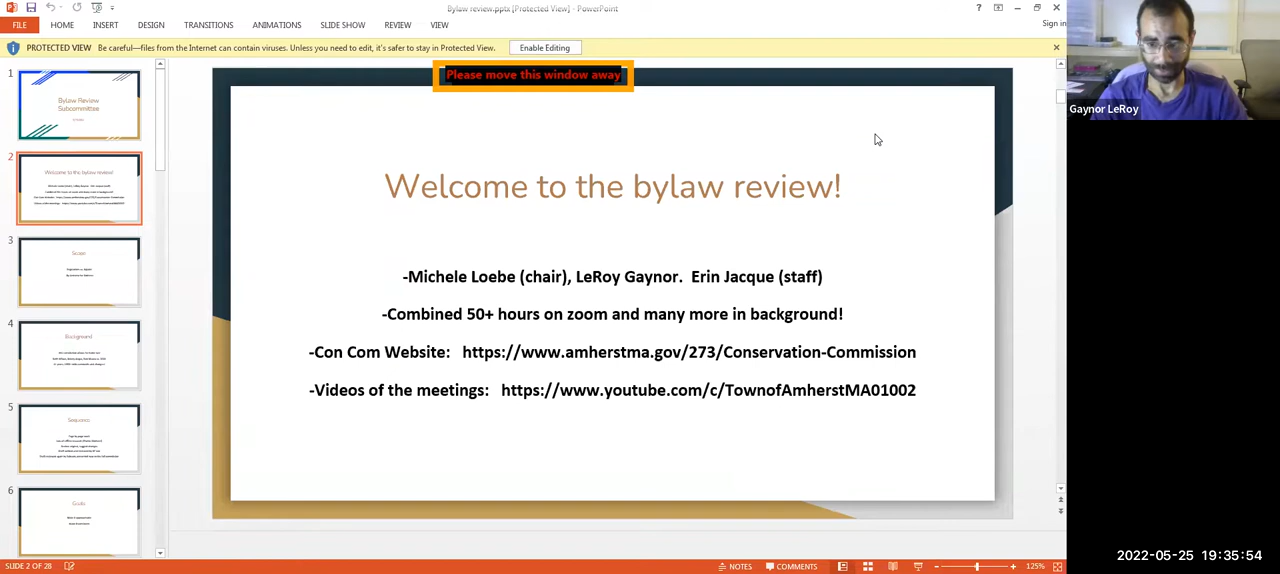 Bylaw review.pptx [Protected View] - PowerPoint
?
Sign in
FILE HOME INSERT DESIGN TRANSITIONS ANIMATIONS SLIDE SHOW REVIEW VIEW
PROTECTED VIEW Be careful—files from the Internet can contain viruses. Unless you need to edit, it's safer to stay in Protected View. Enable Editing
Please move this window away
1
Bylaw Review
Subcommittee
2
Welcome to the bylaw review!
3
Scope:
4
Background
5
Sequence:
6
Goals:
Welcome to the bylaw review!
-Michele Loebe (chair), LeRoy Gaynor. Erin Jacque (staff)
-Combined 50+ hours on zoom and many more in background!
-Con Com Website: https://www.amherstma.gov/273/Conservation-Commission
-Videos of the meetings: https://www.youtube.com/c/TownofAmherstMA01002
Gaynor LeRoy
2022-05-25 19:35:54
SLIDE 2 OF 28 NOTES COMMENTS 125%